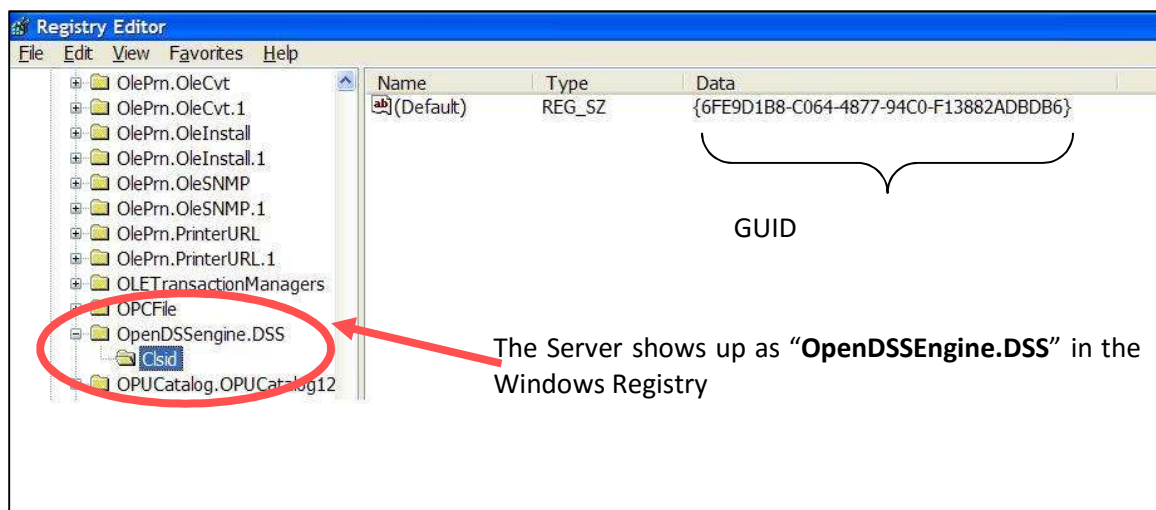 Registry Editor
File Edit View Favorites Help
OlePrn.OleCvt
OlePrn.OleCvt.1
OlePrn.OleInstall
OlePrn.OleInstall.1
OlePrn.OleSNMP
OlePrn.OleSNMP.1
OlePrn.PrinterURL
OlePrn.PrinterURL.1
OLETransactionManagers
OPCFile
OpenDSSengine.DSS
Clsid
OPUCatalog.OPUCatalog12
Name Type Data
ab (Default) REG_SZ {6FE9D1B8-C064-4877-94C0-F13882ADBDB6}
GUID
The Server shows up as “OpenDSSEngine.DSS” in the
Windows Registry